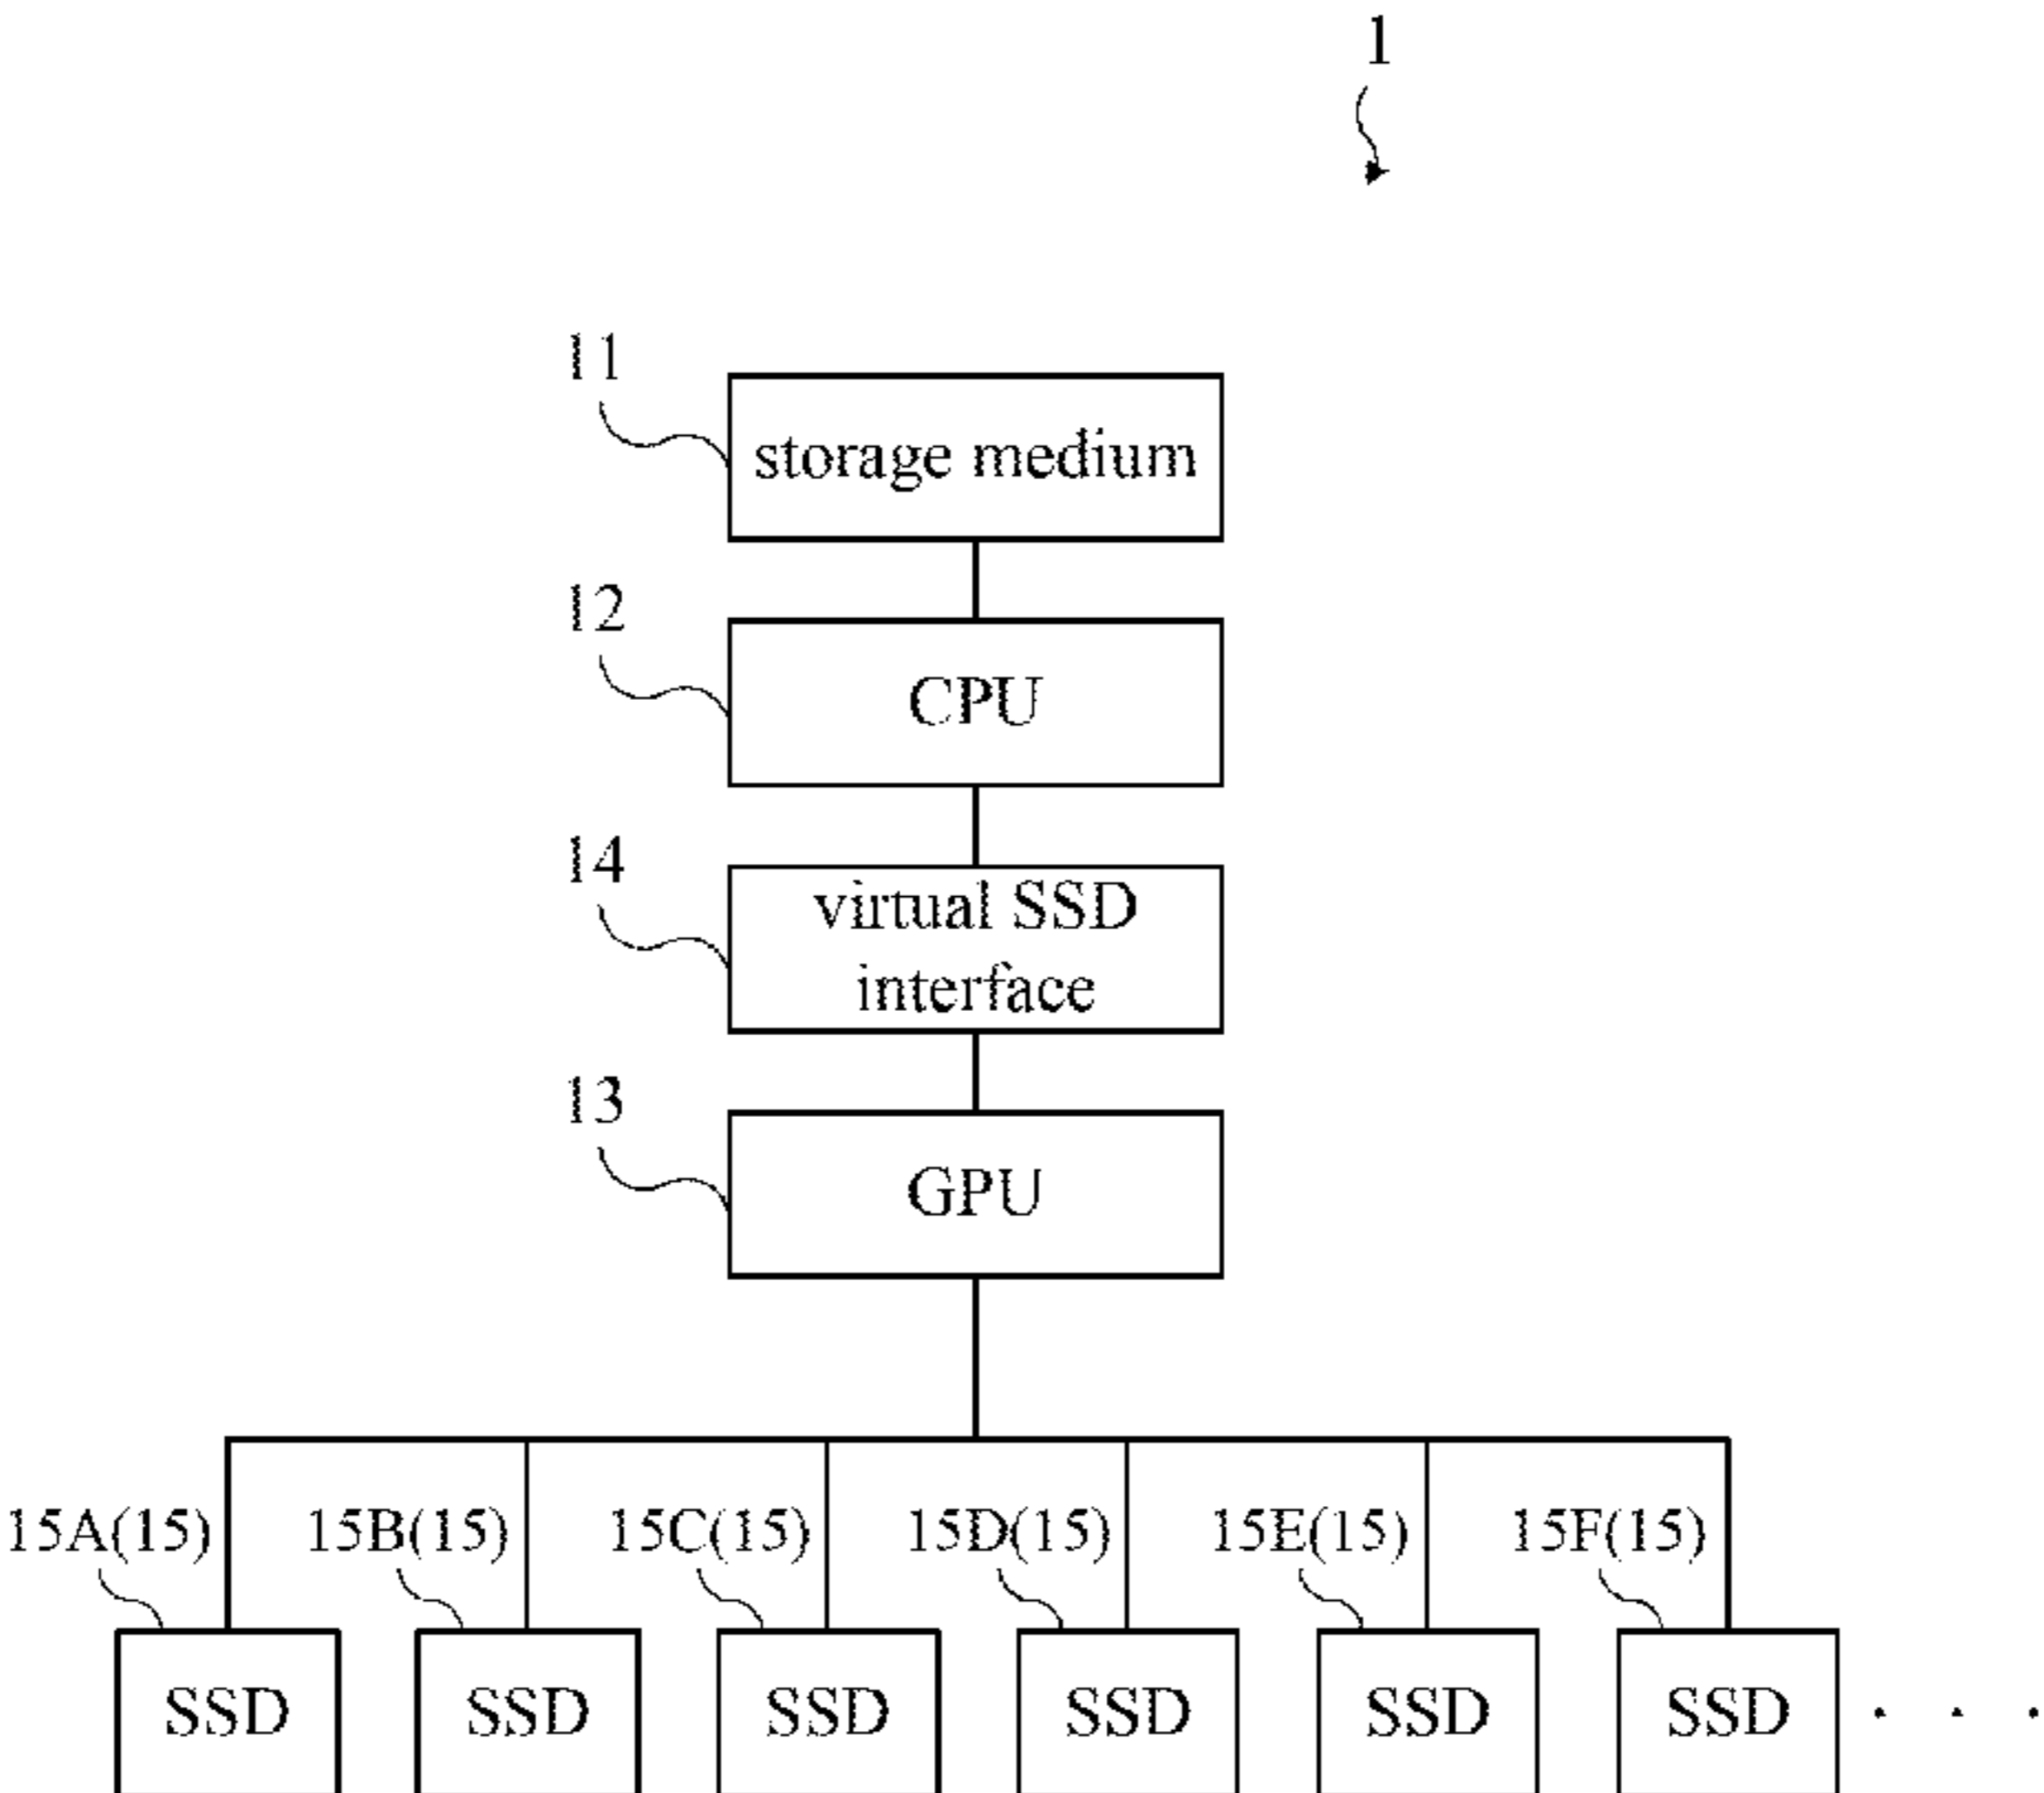 1
11
storage medium
12
CPU
14
virtual SSD
interface
13
GPU
15A(15) 15B(15) 15C(15) 15D(15) 15E(15) 15F(15)
SSD SSD SSD SSD SSD SSD . . .